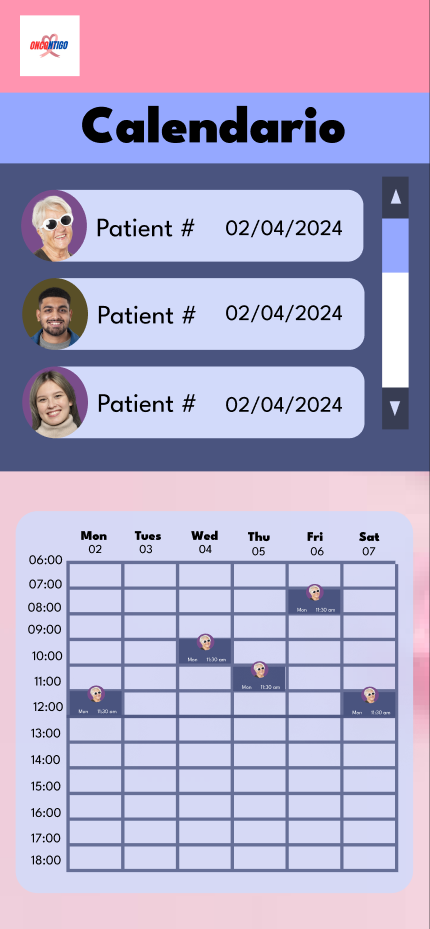 ONCONTIGO
Calendario
Patient # 02/04/2024
Patient # 02/04/2024
Patient # 02/04/2024
Mon Tues Wed Thu Fri Sat
02 03 04 05 06 07
06:00
07:00
08:00
Mon 11:30 am
09:00
10:00
Mon 11:30 am
11:00
Mon 11:30 am
12:00
Mon 11:30 am
Mon 11:30 am
13:00
14:00
15:00
16:00
17:00
18:00